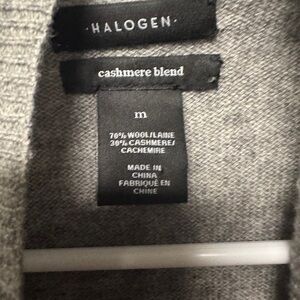 ·HALOGEN·
cashmere blend
m
70% WOOL/LAINE
30% CASHMERE/
CACHEMIRE
MADE IN
CHINA
FABRIQUÉ EN
CHINE